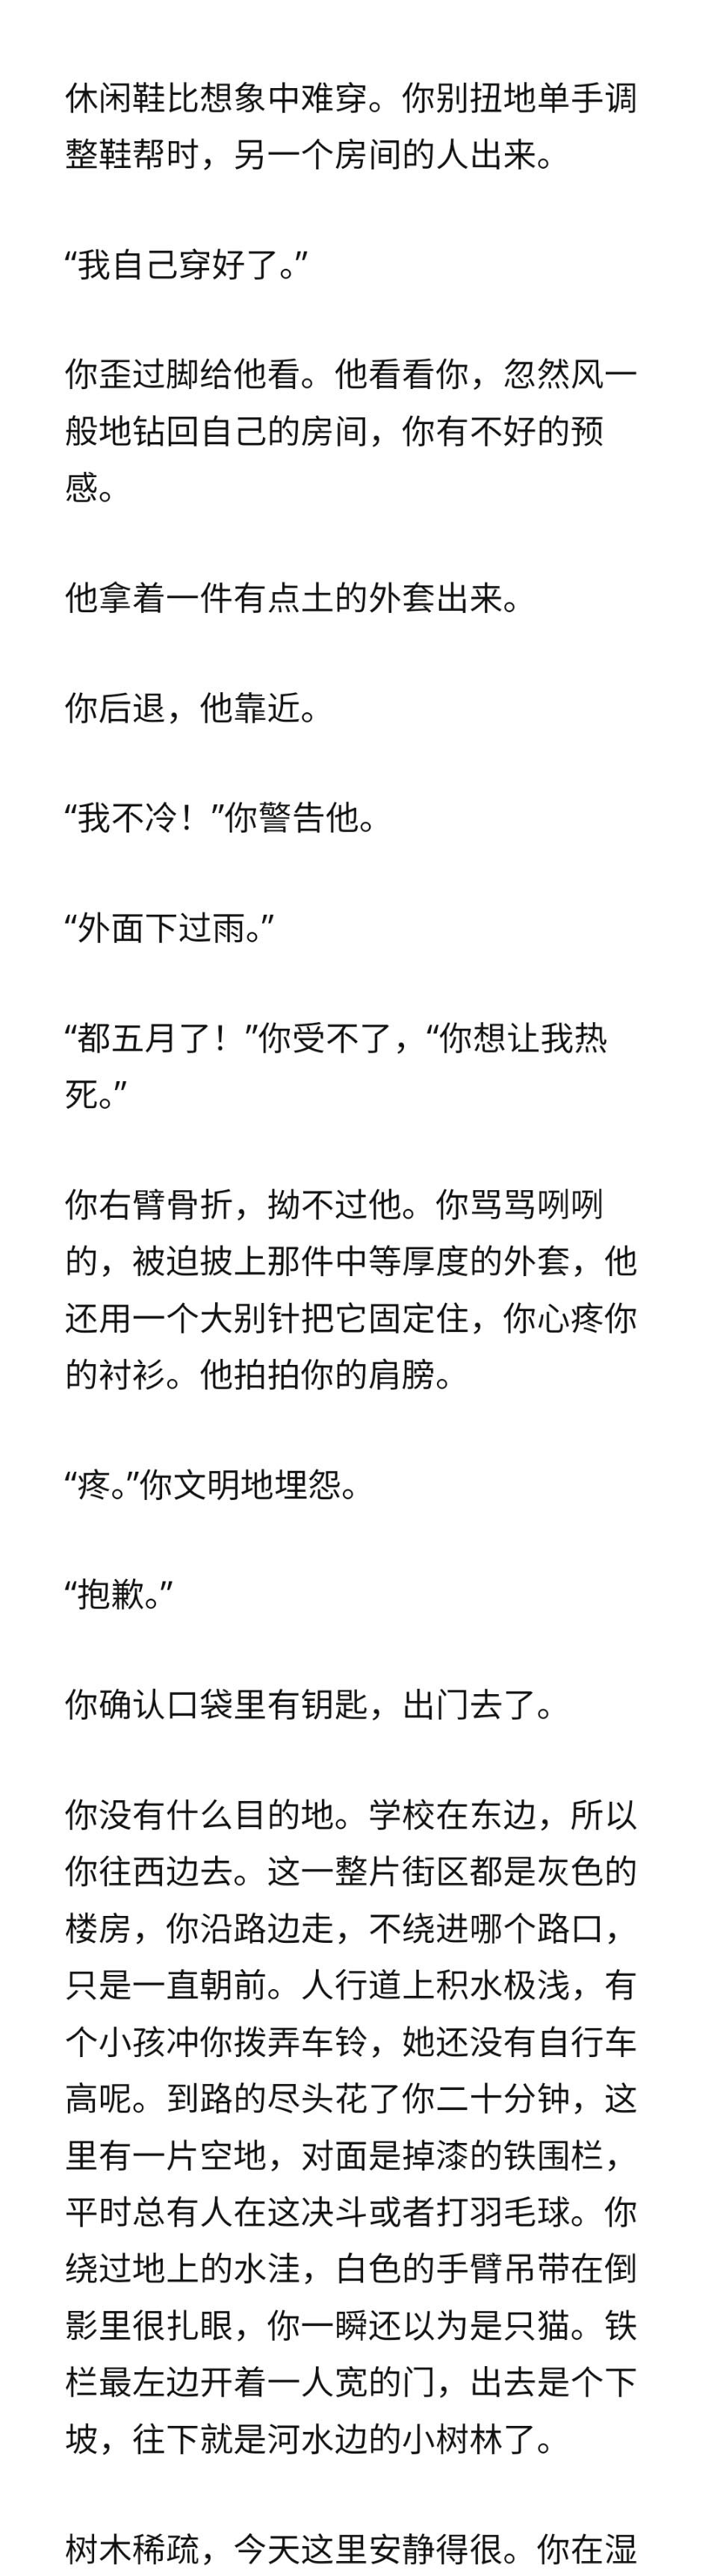 休闲鞋比想象中难穿。你别扭地单手调
整鞋帮时，另一个房间的人出来。
“我自己穿好了。”
你歪过脚给他看。他看看你，忽然风一
般地钻回自己的房间，你有不好的预
感。
他拿着一件有点土的外套出来。
你后退，他靠近。
“我不冷！”你警告他。
“外面下过雨。”
“都五月了！”你受不了，“你想让我热
死。”
你右臂骨折，拗不过他。你骂骂咧咧
的，被迫披上那件中等厚度的外套，他
还用一个大别针把它固定住，你心疼你
的衬衫。他拍拍你的肩膀。
“疼。”你文明地埋怨。
“抱歉。”
你确认口袋里有钥匙，出门去了。
你没有什么目的地。学校在东边，所以
你往西边去。这一整片街区都是灰色的
楼房，你沿路边走，不绕进哪个路口，
只是一直朝前。人行道上积水极浅，有
个小孩冲你拨弄车铃，她还没有自行车
高呢。到路的尽头花了你二十分钟，这
里有一片空地，对面是掉漆的铁围栏，
平时总有人在这决斗或者打羽毛球。你
绕过地上的水洼，白色的手臂吊带在倒
影里很扎眼，你一瞬还以为是只猫。铁
栏最左边开着一人宽的门，出去是个下
坡，往下就是河水边的小树林了。
树木稀疏，今天这里安静得很。你在湿